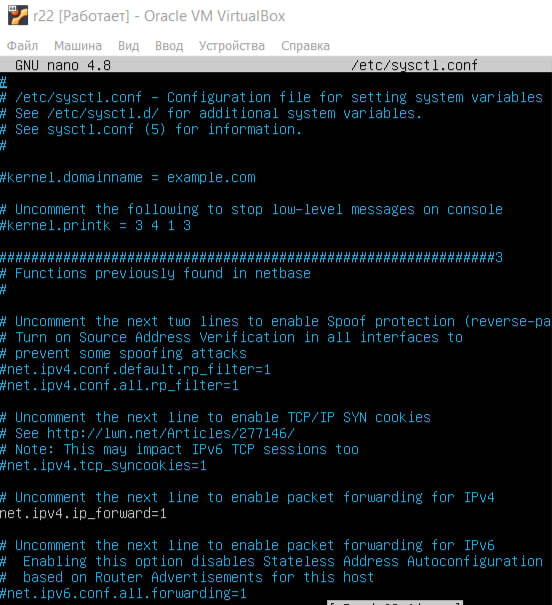 r22 [Работает] - Oracle VM VirtualBox
Файл Машина Вид Ввод Устройства Справка
GNU nano 4.8 /etc/sysctl.conf
#
# /etc/sysctl.conf - Configuration file for setting system variables
# See /etc/sysctl.d/ for additional system variables.
# See sysctl.conf (5) for information.
#
#kernel.domainname = example.com
# Uncomment the following to stop low-level messages on console
#kernel.printk = 3 4 1 3
##############################################################3
# Functions previously found in netbase
#
# Uncomment the next two lines to enable Spoof protection (reverse-pa
# Turn on Source Address Verification in all interfaces to
# prevent some spoofing attacks
#net.ipv4.conf.default.rp_filter=1
#net.ipv4.conf.all.rp_filter=1
# Uncomment the next line to enable TCP/IP SYN cookies
# See http://lwn.net/Articles/277146/
# Note: This may impact IPv6 TCP sessions too
#net.ipv4.tcp_syncookies=1
# Uncomment the next line to enable packet forwarding for IPv4
net.ipv4.ip_forward=1
# Uncomment the next line to enable packet forwarding for IPv6
#  Enabling this option disables Stateless Address Autoconfiguration
#  based on Router Advertisements for this host
#net.ipv6.conf.all.forwarding=1